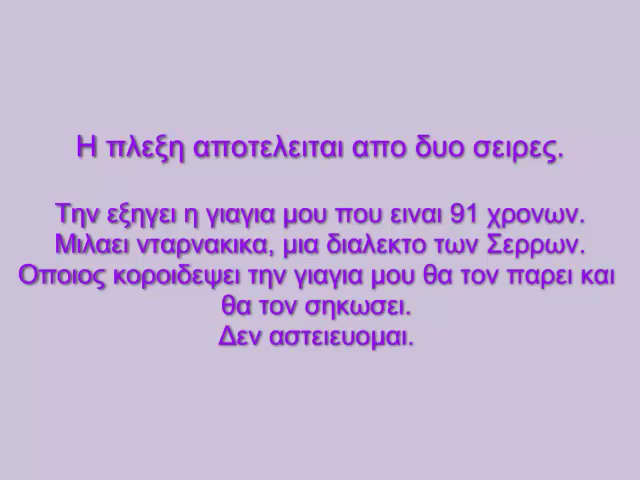 Η πλεξη αποτελειται απο δυο σειρες.
Την εξηγει η γιαγια μου που ειναι 91 χρονων.
Μιλαει νταρνακικα, μια διαλεκτο των Σερρων.
Οποιος κοροιδεψει την γιαγια μου θα τον παρει και
θα τον σηκωσει.
Δεν αστειευομαι.